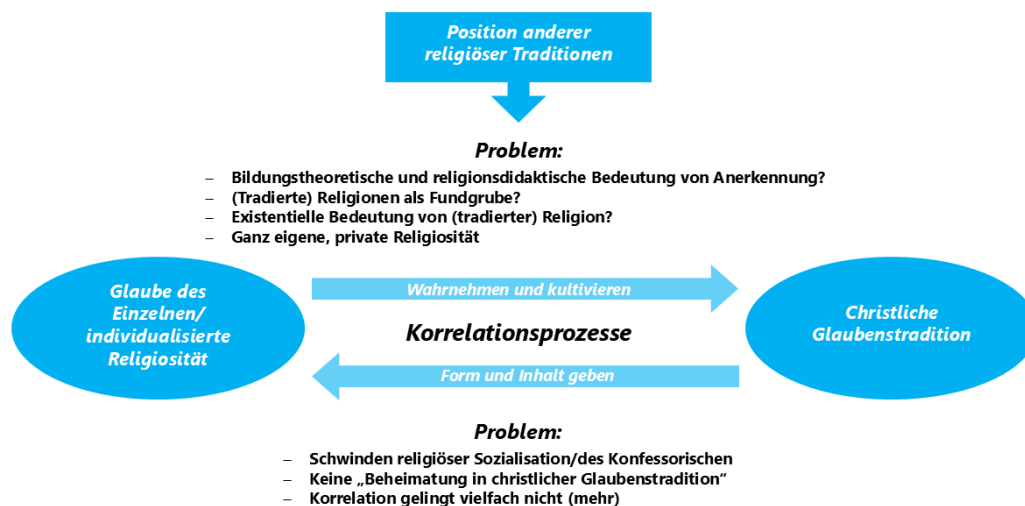 Position anderer
religiöser Traditionen
Problem:
– Bildungstheoretische und religionsdidaktische Bedeutung von Anerkennung?
– (Tradierte) Religionen als Fundgrube?
– Existentielle Bedeutung von (tradierter) Religion?
– Ganz eigene, private Religiosität
Glaube des
Einzelnen/
individualisierte
Religiosität
Wahrnehmen und kultivieren
Korrelationsprozesse
Form und Inhalt geben
Christliche
Glaubenstradition
Problem:
– Schwinden religiöser Sozialisation/des Konfessorischen
– Keine „Beheimatung in christlicher Glaubenstradition“
– Korrelation gelingt vielfach nicht (mehr)